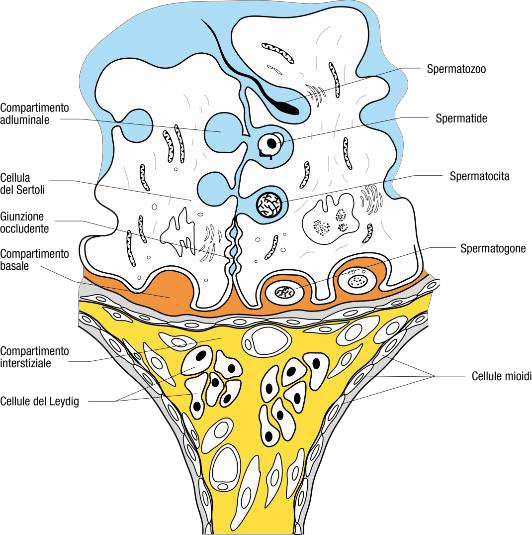 Spermatozoo
Compartimento
adluminale
Spermatide
Cellula
del Sertoli
Spermatocita
Giunzione
occludente
Compartimento
basale
Spermatogone
Compartimento
interstiziale
Cellule mioidi
Cellule del Leydig